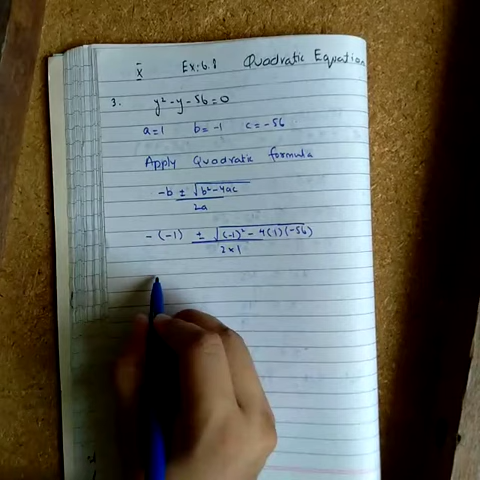 X Ex:6.8 Quadratic Equation
3. y² - y - 56 = 0
a = 1 b = -1 c = -56
Apply Quadratic formula
-b ± √b² - 4ac
2a
- (-1) ± √(-1)² - 4(1)(-56)
2 × 1